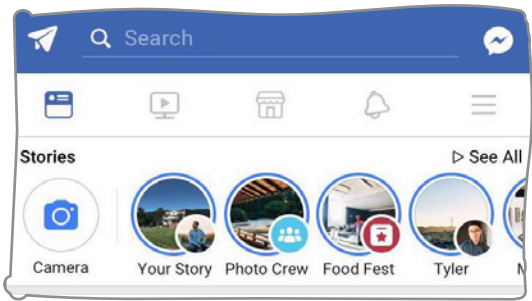 Search
Stories
See All
Camera
Your Story
Photo Crew
Food Fest
Tyler